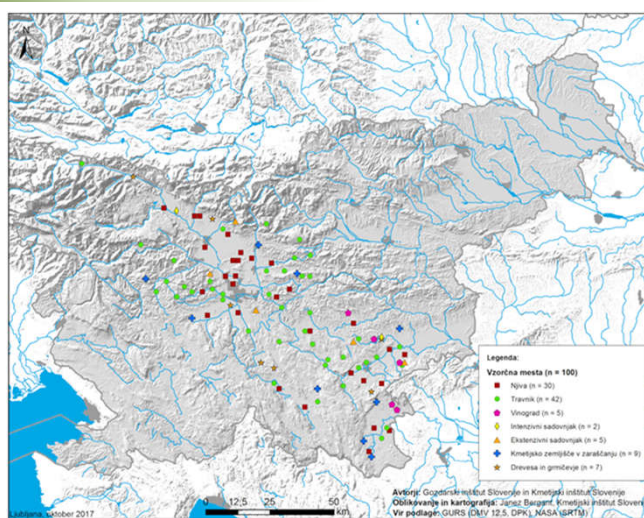 N
Legenda:
Vzorčna mesta (n = 100)
Njiva (n = 30)
Travnik (n = 42)
Vinograd (n = 5)
Intenzivni sadovnjak (n = 2)
Ekstenzivni sadovnjak (n = 5)
Kmetijsko zemljišče v zaraščanju (n = 9)
Drevesa in grmičevje (n = 7)
Avtorji: Gozdarski inštitut Slovenije in Kmetijski inštitut Slovenije
Oblikovanje in kartografija: Janez Bergant, Kmetijski inštitut Sloven
Vir podlage: GURS (DMV 12,5, DPK), NASA (SRTM)
0 12,5 25 50
km
Ljubljana, oktober 2017